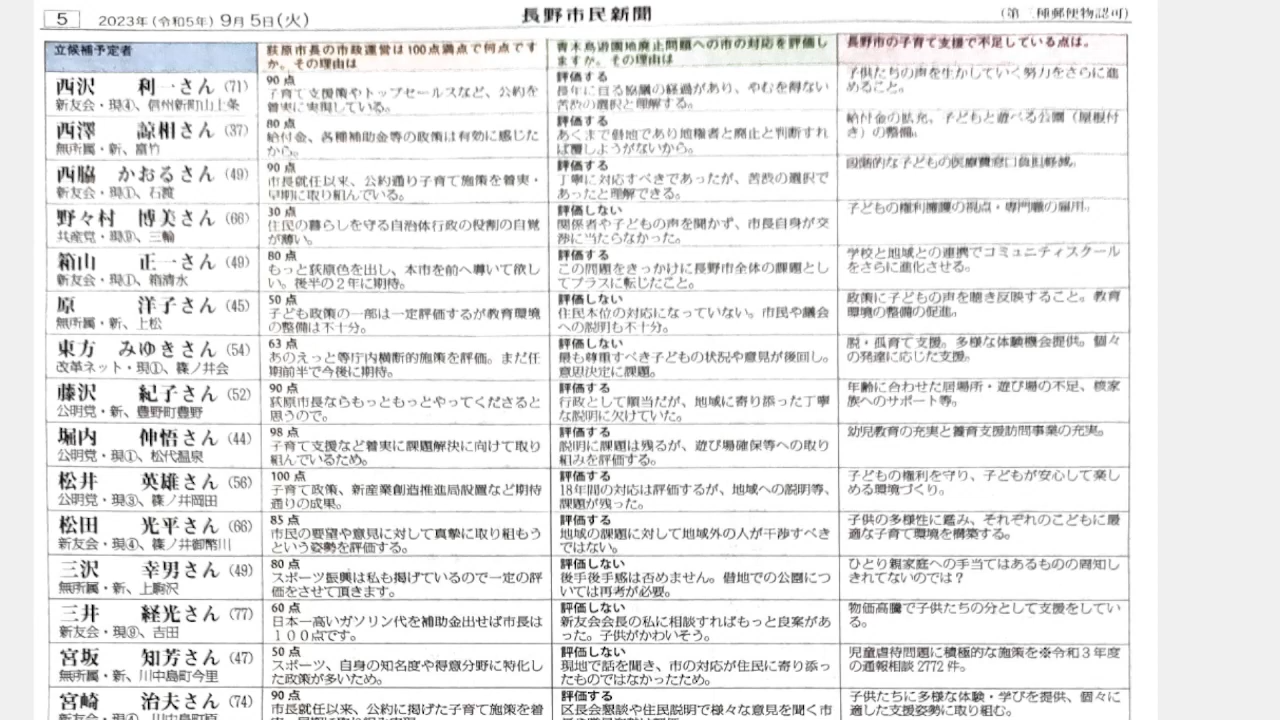 5 2023年(令和5年)9月5日(火) 長野市民新聞 (第三種郵便物認可)
立候補予定者
荻原市長の市政運営は100点満点で何点ですか。その理由は
青木島遊園地廃止問題への市の対応を評価しますか。その理由は
長野市の子育て支援で不足している点は。
西沢 利一さん(71)
新友会・現④、信州新町山上条
90点
子育て支援策やトップセールスなど、公約を
着実に実現している。
評価する
長年に亘る協議の経過があり、やむを得ない
苦渋の選択と理解する。
子供たちの声を生かしていく努力をさらに進
めること。
西澤 諒相さん(37)
無所属・新、富竹
80点
給付金、各種補助金等の政策は有効に感じた
から。
評価する
あくまで借地であり地権者と廃止と判断すれ
ば覆しようがないから。
給付金の拡充、子どもと遊べる公園(屋根付
き)の整備。
西脇 かおるさん(49)
新友会・現①、石渡
90点
市長就任以来、公約通り子育て施策を着実・
早期に取り組んでいる。
評価する
丁寧に対応すべきであったが、苦渋の選択で
あったと理解できる。
な子どもの医療費窓口負担軽減。
野々村 博美さん(66)
共産党・現、三輪
30点
住民の暮らしを守る自治体行政の役割の自覚
が薄い。
評価しない
関係者や子どもの声を聞かず、市長自身が交
渉に当たらなかった。
子どもの権利擁護の視点・専門職の雇用。
箱山 正一さん(49)
新友会・現①、箱清水
80点
もっと荻原色を出し、本市を前へ導いて欲し
い。後半の2年に期待。
評価する
この問題をきっかけに長野市全体の課題とし
てプラスに転じたこと。
学校と地域との連携でコミュニティスクール
をさらに進化させる。
原 洋子さん(45)
無所属・新、上松
50点
子ども政策の一部は一定評価するが教育環境
の整備は不十分。
評価しない
住民本位の対応になっていない。市民や議会
への説明も不十分。
政策に子どもの声を聴き反映すること。教育
環境の整備の促進。
東方 みゆきさん(54)
改革ネット・現①、篠ノ井会
63点
あのえっと等庁内横断的施策を評価。まだ任
期前半で今後に期待。
評価しない
最も尊重すべき子どもの状況や意見が後回し。
意思決定に課題。
脱・孤育て支援。多様な体験機会提供。個々
の発達に応じた支援。
藤沢 紀子さん(52)
公明党・新、豊野町豊野
90点
荻原市長ならもっともっとやってくださると
思うので。
評価しない
行政として順当だが、地域に寄り添った丁寧
な説明に欠けていた。
年齢に合わせた居場所・遊び場の不足、核家
族へのサポート等。
堀内 伸悟さん(44)
公明党・現①、松代温泉
98点
子育て支援など着実に課題解決に向けて取り
組んでいるため。
評価する
説明に課題は残るが、遊び場確保等への取り
組みを評価する。
幼児教育の充実と養育支援訪問事業の充実。
松井 英雄さん(56)
公明党・現③、篠ノ井岡田
100点
子育て政策、新産業創造推進局設置など期待
通りの成果。
評価する
18年間の対応は評価するが、地域への説明等、
課題が残った。
子どもの権利を守り、子どもが安心して楽し
める環境づくり。
松田 光平さん(66)
新友会・現④、篠ノ井御幣川
85点
市民の要望や意見に対して真摯に取り組もう
という姿勢を評価する。
評価する
地域の課題に対して地域外の人が干渉すべき
ではない。
子供の多様性に鑑み、それぞれのこどもに最
適な子育て環境を構築する。
三沢 幸男さん(49)
無所属・新、上駒沢
80点
スポーツ振興は私も掲げているので一定の評
価をさせて頂きます。
評価しない
後手後手感は否めません。借地での公園につ
いては再考が必要。
ひとり親家庭への手当てはあるものの周知し
きれてないのでは?
三井 経光さん(77)
新友会・現⑨、吉田
60点
日本一高いガソリン代を補助金出せば市長は
100点です。
評価しない
新友会会長の私に相談すればもっと良案があ
った。子供がかわいそう。
物価高騰で子供たちの分として支援をしてい
る。
宮坂 知芳さん(47)
無所属・新、川中島町今里
50点
スポーツ、自身の知名度や得意分野に特化し
た政策が多いため。
評価しない
現地で話を聞き、市の対応が住民に寄り添っ
たものではなかったため。
児童虐待問題に積極的な施策を※令和3年度
の通報相談2772件。
宮崎 治夫さん(74)
90点
市長就任以来、公約に掲げた子育て施策を着
評価する
区長会懇談や住民説明で様々な意見を聞く市
子供たちに多様な体験・学びを提供、個々に
適した支援姿勢に取り組む。